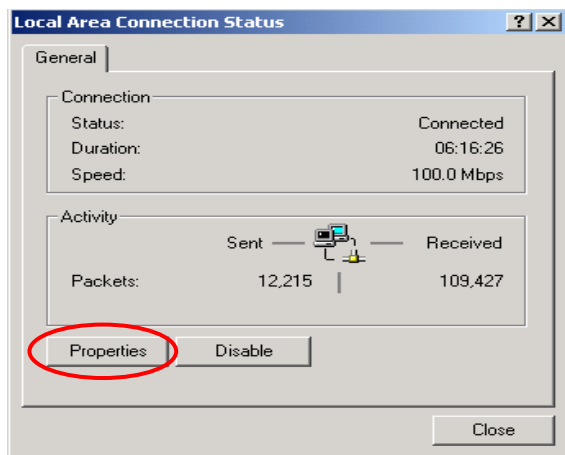 Local Area Connection Status
General
Connection
Status: Connected
Duration: 06:16:26
Speed: 100.0 Mbps
Activity
Sent Received
Packets: 12,215 109,427
Properties Disable
Close